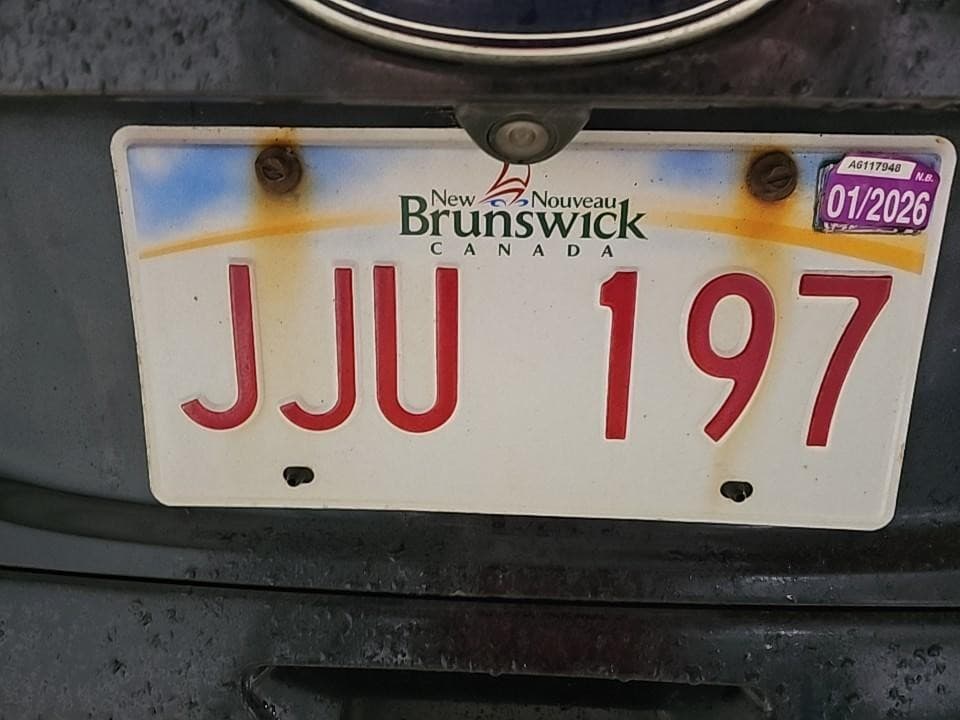 A6117948
N.B.
01/2026
New Nouveau
Brunswick
CANADA
JJU 197